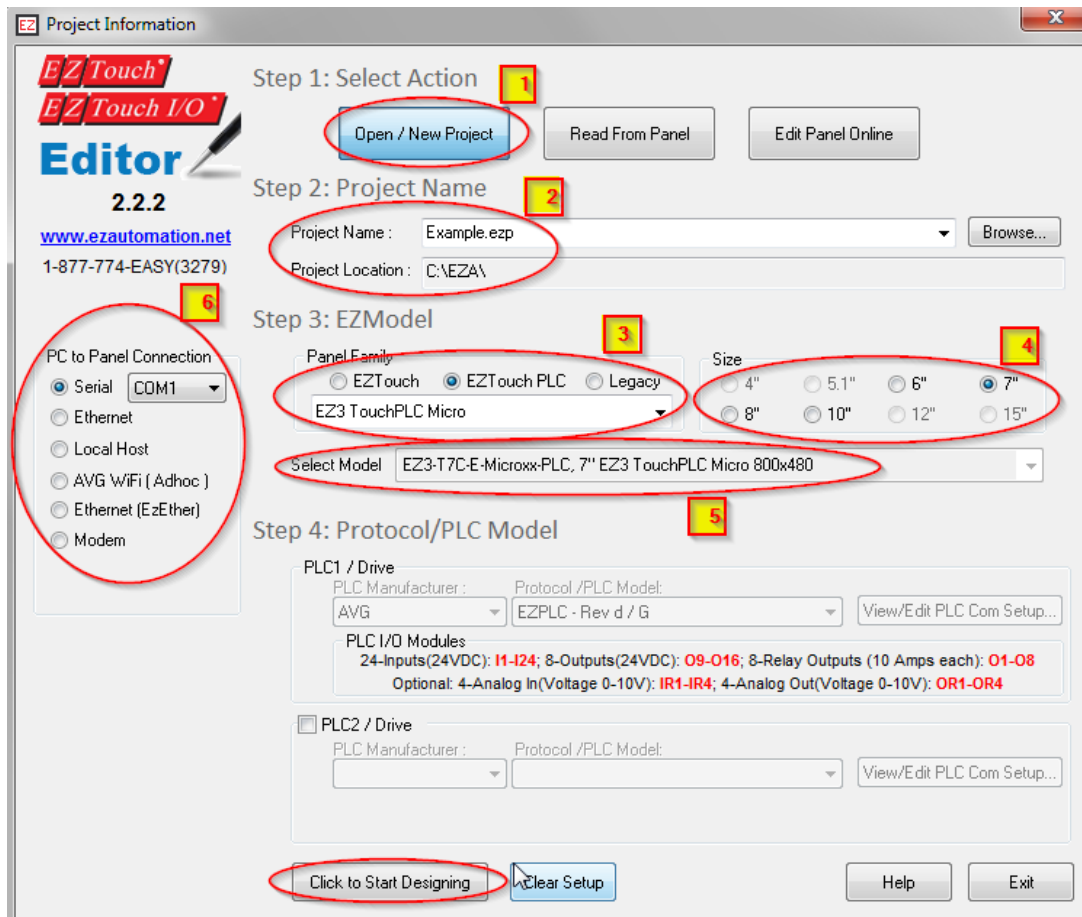 EZ Project Information
X
EZ Touch
EZ Touch I/O
Editor
2.2.2
www.ezautomation.net
1-877-774-EASY(3279)
6
PC to Panel Connection
Serial COM1
Ethernet
Local Host
AVG WiFi ( Adhoc )
Ethernet (EzEther)
Modem
Step 1: Select Action
1
Open / New Project Read From Panel Edit Panel Online
Step 2: Project Name
2
Project Name : Example.ezp Browse...
Project Location : C:\EZA\
Step 3: EZModel
3
4
Panel Family
EZTouch EZTouch PLC Legacy
EZ3 TouchPLC Micro
Size
4" 5.1" 6" 7"
8" 10" 12" 15"
Select Model EZ3-T7C-E-Microxx-PLC, 7" EZ3 TouchPLC Micro 800x480
5
Step 4: Protocol/PLC Model
PLC1 / Drive
PLC Manufacturer : Protocol /PLC Model:
AVG EZPLC - Rev d / G View/Edit PLC Com Setup...
PLC I/O Modules
24-Inputs(24VDC): I1-I24; 8-Outputs(24VDC): O9-O16; 8-Relay Outputs (10 Amps each): O1-O8
Optional: 4-Analog In(Voltage 0-10V): IR1-IR4; 4-Analog Out(Voltage 0-10V): OR1-OR4
PLC2 / Drive
PLC Manufacturer : Protocol /PLC Model:
View/Edit PLC Com Setup...
Click to Start Designing Clear Setup Help Exit